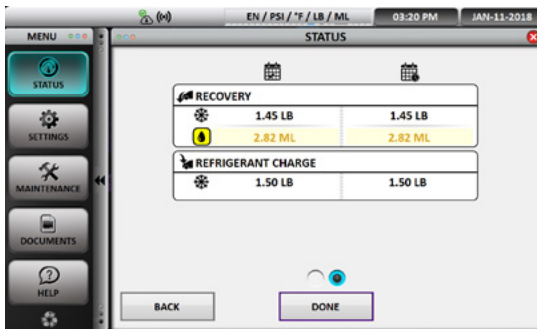 EN / PSI / °F / LB / ML 03:20 PM JAN-11-2018
MENU STATUS
STATUS
SETTINGS
MAINTENANCE
DOCUMENTS
HELP
RECOVERY
1.45 LB 1.45 LB
2.82 ML 2.82 ML
REFRIGERANT CHARGE
1.50 LB 1.50 LB
BACK DONE